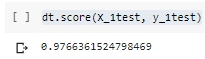 [ ] dt.score(X_1test, y_1test)
0.9766361524798469